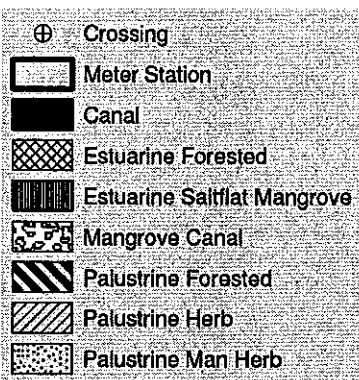 Crossing
Meter Station
Canal
Estuarine Forested
Estuarine Saltflat Mangrove
Mangrove Canal
Palustrine Forested
Palustrine Herb
Palustrine Man Herb